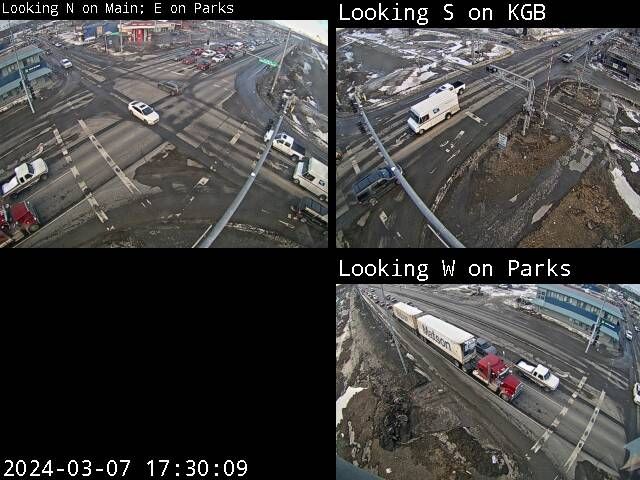 Looking N on Main; E on Parks
Looking S on KGB
Looking W on Parks
Matson
2024-03-07 17:30:09